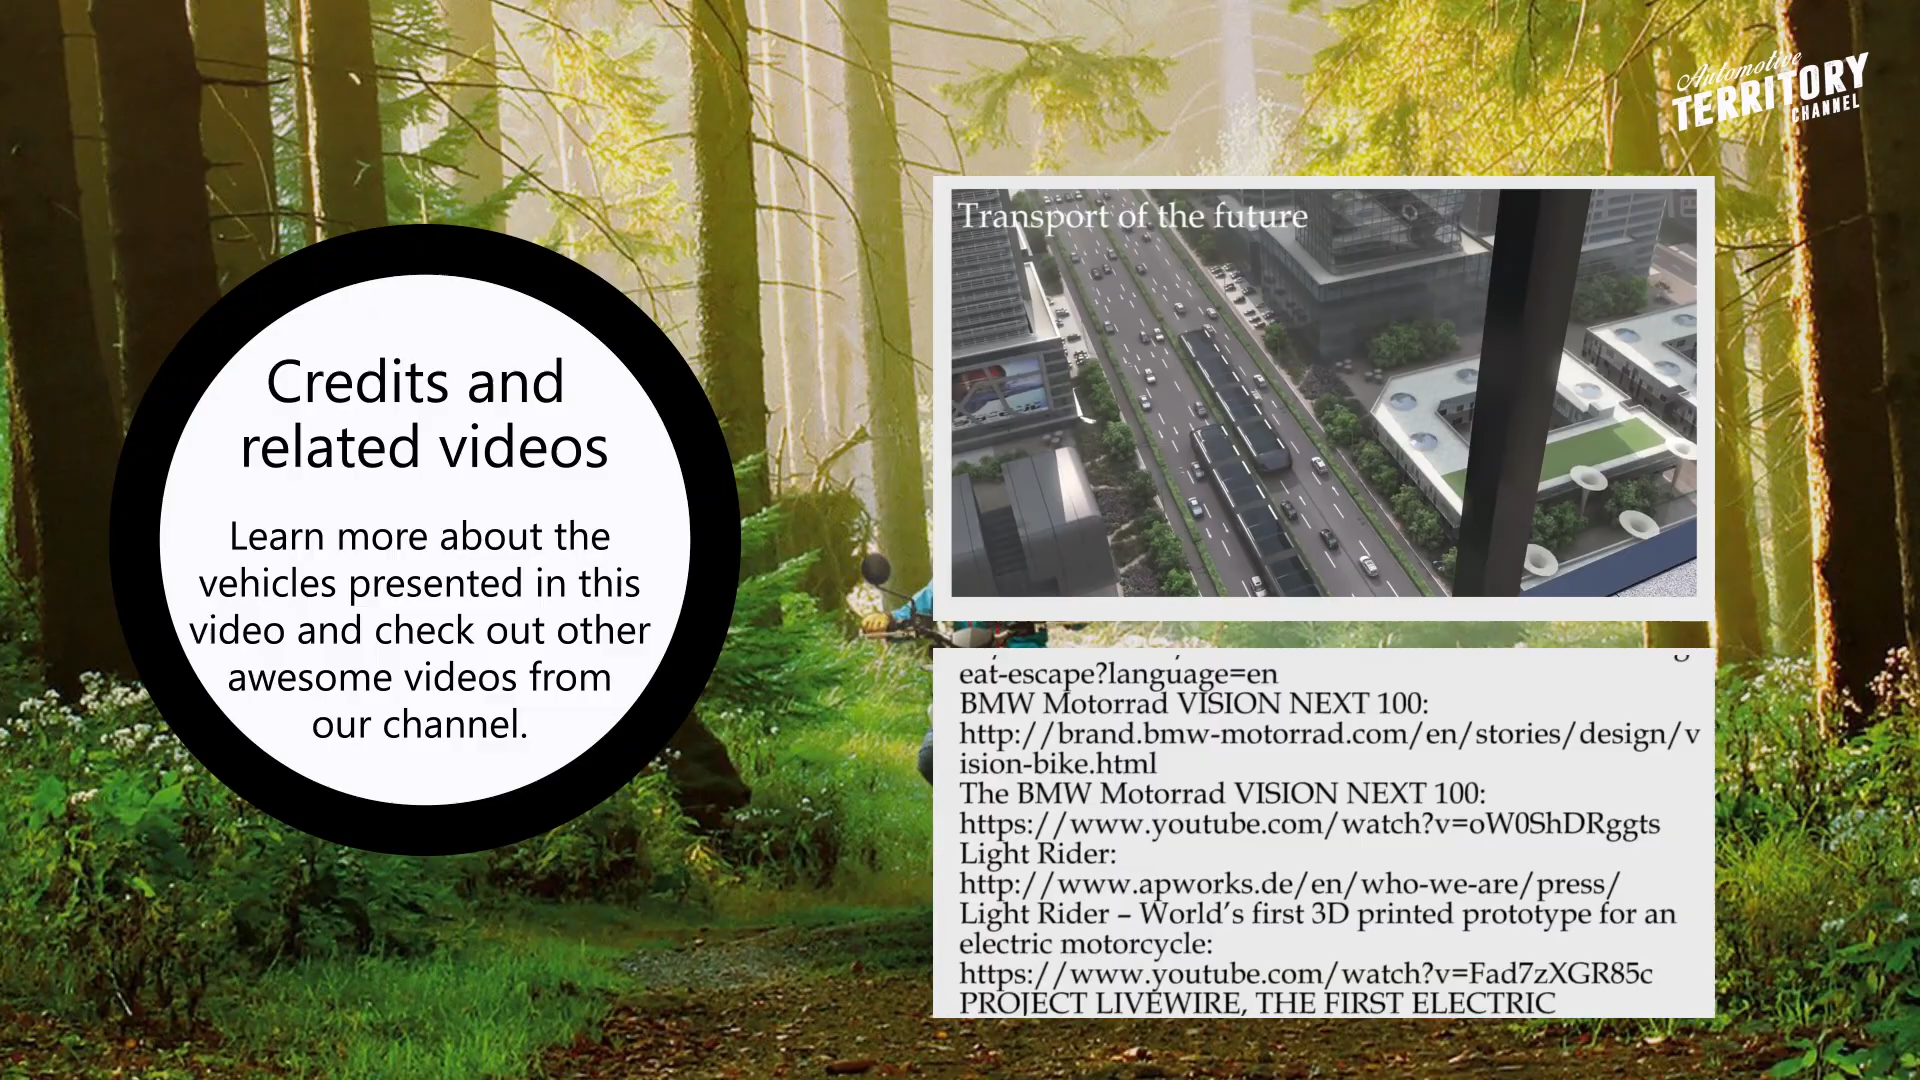 Automotive
TERRITORY
CHANNEL
Transport of the future
Credits and
related videos
Learn more about the
vehicles presented in this
video and check out other
awesome videos from
our channel.
eat-escape?language=en
BMW Motorrad VISION NEXT 100:
http://brand.bmw-motorrad.com/en/stories/design/v
ision-bike.html
The BMW Motorrad VISION NEXT 100:
https://www.youtube.com/watch?v=oW0ShDRggts
Light Rider:
http://www.apworks.de/en/who-we-are/press/
Light Rider – World’s first 3D printed prototype for an
electric motorcycle:
https://www.youtube.com/watch?v=Fad7zXGR85c
PROJECT LIVEWIRE, THE FIRST ELECTRIC